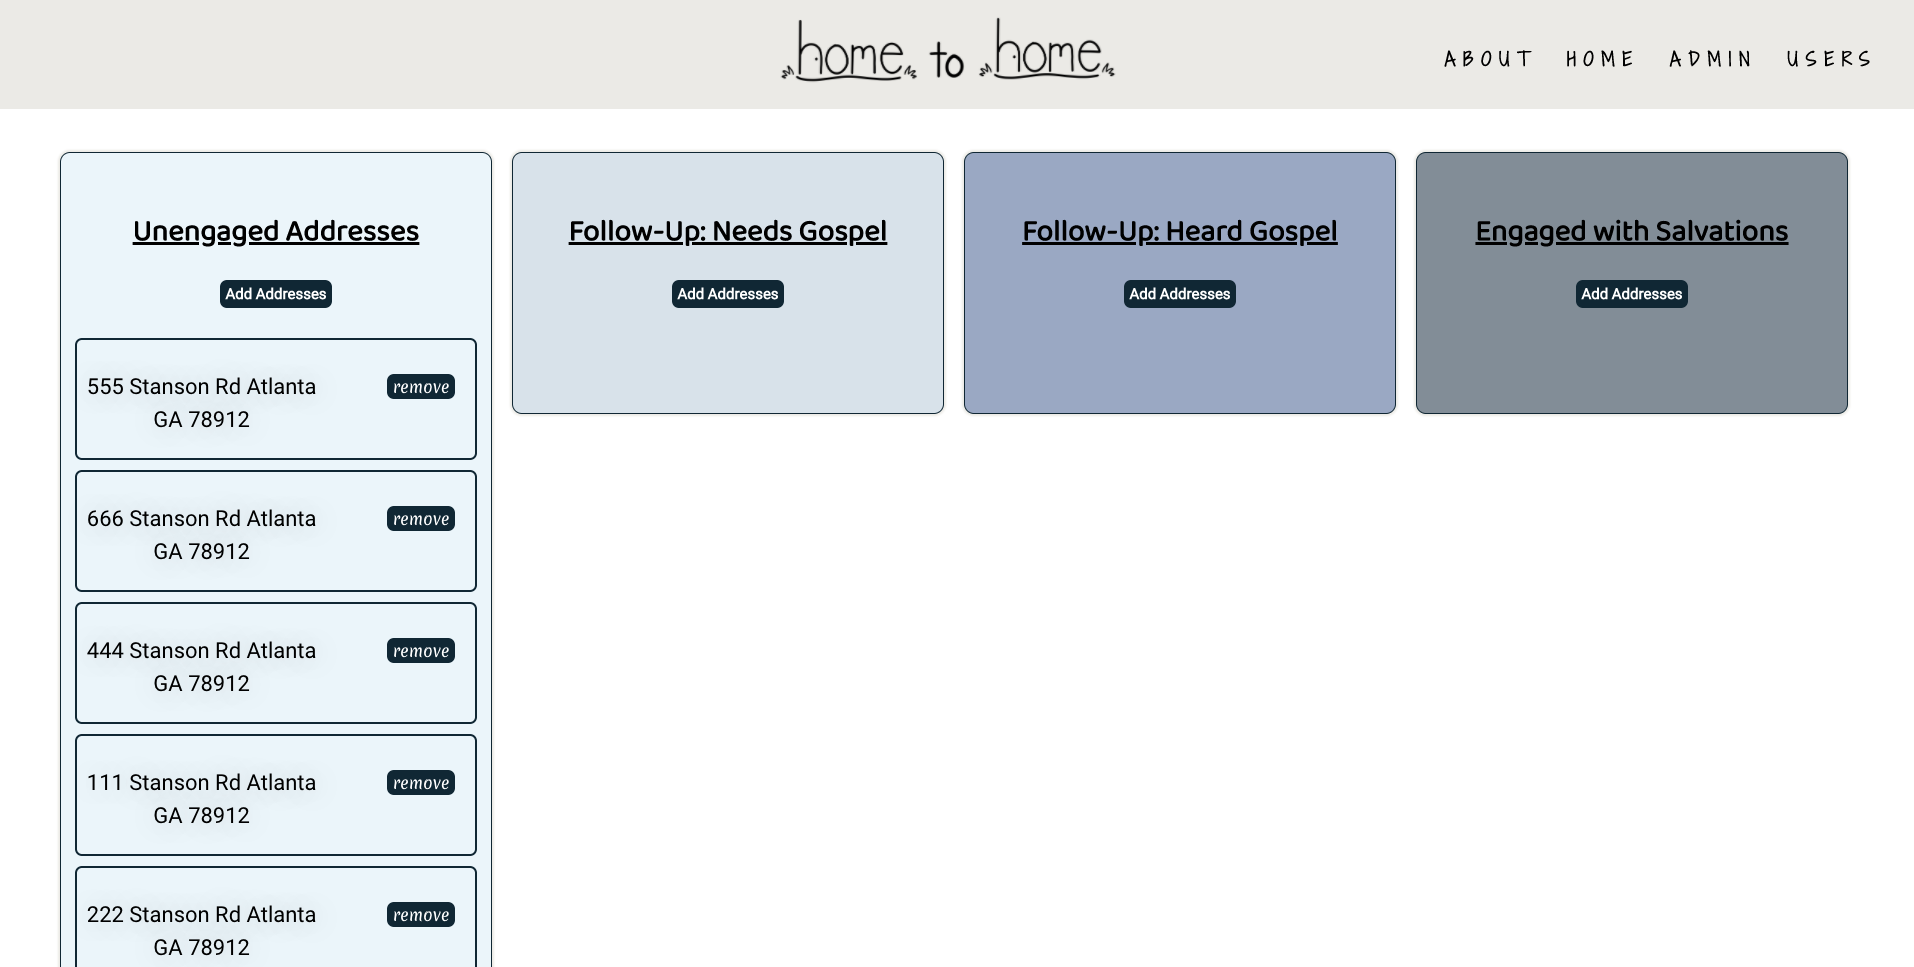 home to home
ABOUT HOME ADMIN USERS
Unengaged Addresses
Add Addresses
555 Stanson Rd Atlanta
GA 78912
remove
666 Stanson Rd Atlanta
GA 78912
remove
444 Stanson Rd Atlanta
GA 78912
remove
111 Stanson Rd Atlanta
GA 78912
remove
222 Stanson Rd Atlanta
GA 78912
remove
Follow-Up: Needs Gospel
Add Addresses
Follow-Up: Heard Gospel
Add Addresses
Engaged with Salvations
Add Addresses